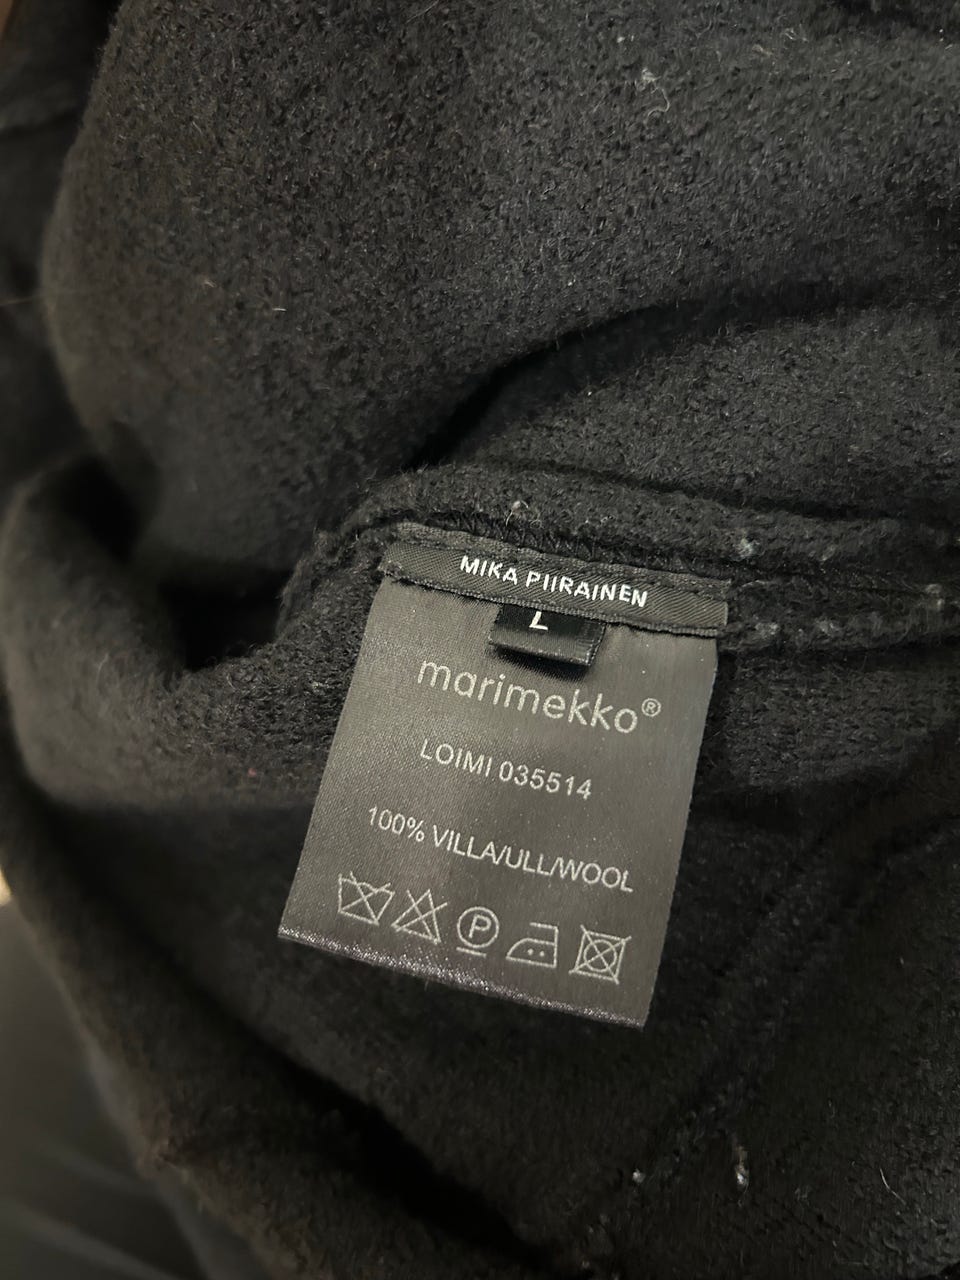 MIKA PIIRAINEN
L
marimekko®
LOIMI 035514
100% VILLA/ULL/WOOL
P